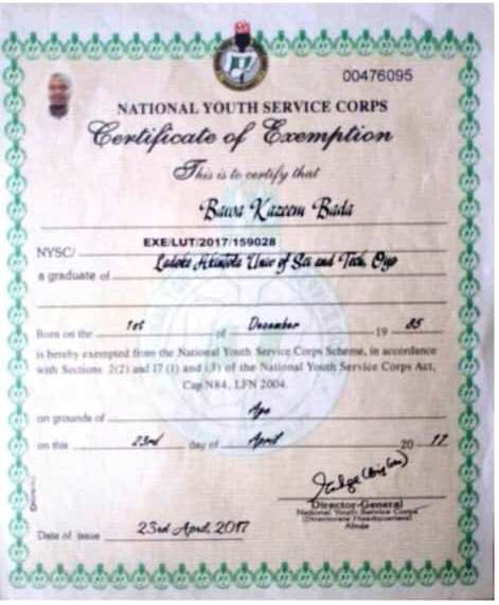 00476095
NATIONAL YOUTH SERVICE CORPS
Certificate of Exemption
This is to certify that
Bawa Kazeem Bada
NYSC/ EXE/LUT/2017/159028
a graduate of Ladoke Akintola Univ of Sci and Tech, Oyo
Born on the 1st of December 19 85
is hereby exempted from the National Youth Service Corps Scheme, in accordance
with Sections 2(2) and 17 (1) and (3) of the National Youth Service Corps Act,
Cap N84, LFN 2004.
on grounds of Age
on this 23rd day of April 20 17
Director-General
National Youth Service Corps
(Directorate Headquarters)
Abuja
Date of issue 23rd April, 2017